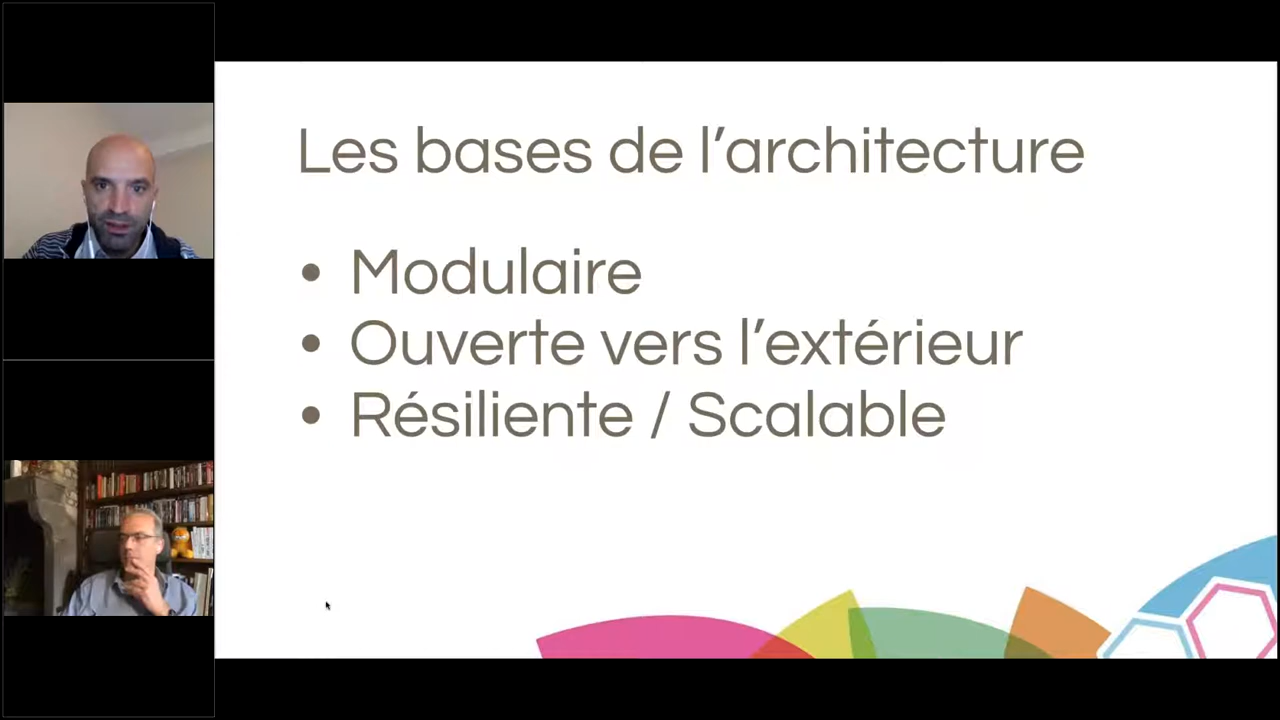 Les bases de l’architecture
• Modulaire
• Ouverte vers l’extérieur
• Résiliente / Scalable